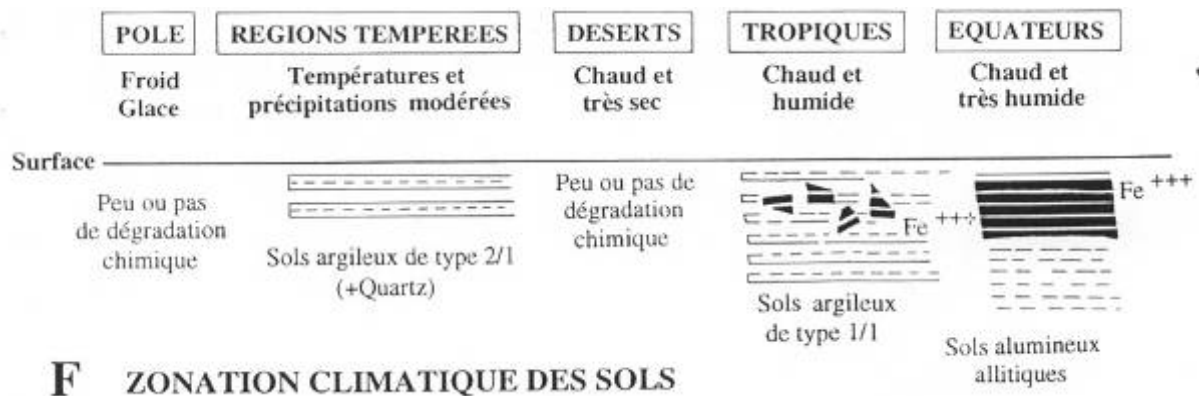 POLE
REGIONS TEMPEREES
DESERTS
TROPIQUES
EQUATEURS
Froid
Glace
Températures et
précipitations modérées
Chaud et
très sec
Chaud et
humide
Chaud et
très humide
Surface
Peu ou pas
de dégradation
chimique
Sols argileux de type 2/1
(+Quartz)
Peu ou pas de
dégradation
chimique
Fe +++
Sols argileux
de type 1/1
Fe +++
Sols alumineux
allitiques
F ZONATION CLIMATIQUE DES SOLS